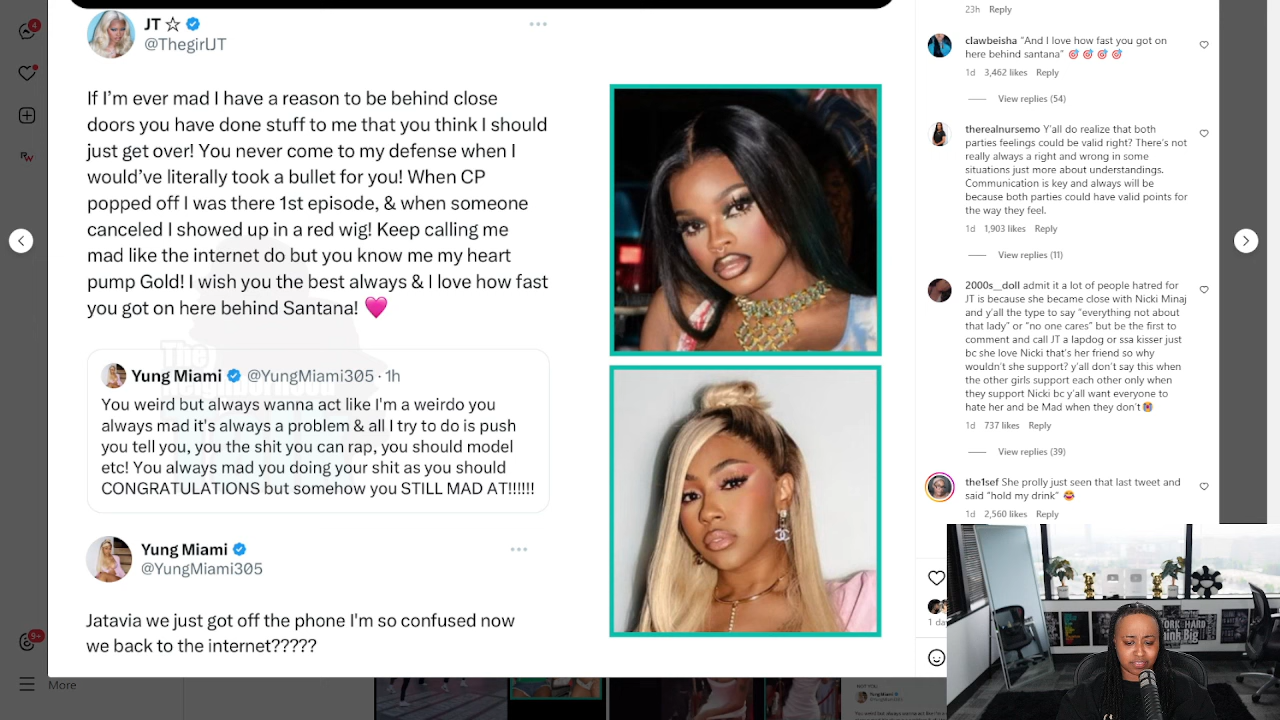 JT ☆
@ThegirlJT
If I'm ever mad I have a reason to be behind close
doors you have done stuff to me that you think I should
just get over! You never come to my defense when I
would've literally took a bullet for you! When CP
popped off I was there 1st episode, & when someone
canceled I showed up in a red wig! Keep calling me
mad like the internet do but you know me my heart
pump Gold! I wish you the best always & I love how fast
you got on here behind Santana! 💗
Yung Miami @YungMiami305 · 1h
You weird but always wanna act like I'm a weirdo you
always mad it's always a problem & all I try to do is push
you tell you, you the shit you can rap, you should model
etc! You always mad you doing your shit as you should
CONGRATULATIONS but somehow you STILL MAD AT!!!!!!
Yung Miami
@YungMiami305
Jatavia we just got off the phone I'm so confused now
we back to the internet?????
23h Reply
clawbeisha "And I love how fast you got on
here behind santana" 🎯 🎯 🎯 🎯
1d 3,462 likes Reply
View replies (54)
therealnursemo Y'all do realize that both
parties feelings could be valid right? There's not
really always a right and wrong in some
situations just more about understandings.
Communication is key and always will be
because both parties could have valid points for
the way they feel.
1d 1,903 likes Reply
View replies (11)
2000s__doll admit it a lot of people hatred for
JT is because she became close with Nicki Minaj
and y'all the type to say "everything not about
that lady" or "no one cares" but be the first to
comment and call JT a lapdog or ssa kisser just
bc she love Nicki that's her friend so why
wouldn't she support? y'all don't say this when
the other girls support each other only when
they support Nicki bc y'all want everyone to
hate her and be Mad when they don't😭
1d 737 likes Reply
View replies (39)
the1sef She prolly just seen that last tweet and
said "hold my drink" 😂
1d 2,560 likes Reply
4
RW
9+
More
1 da
WORK HARD
Think Big